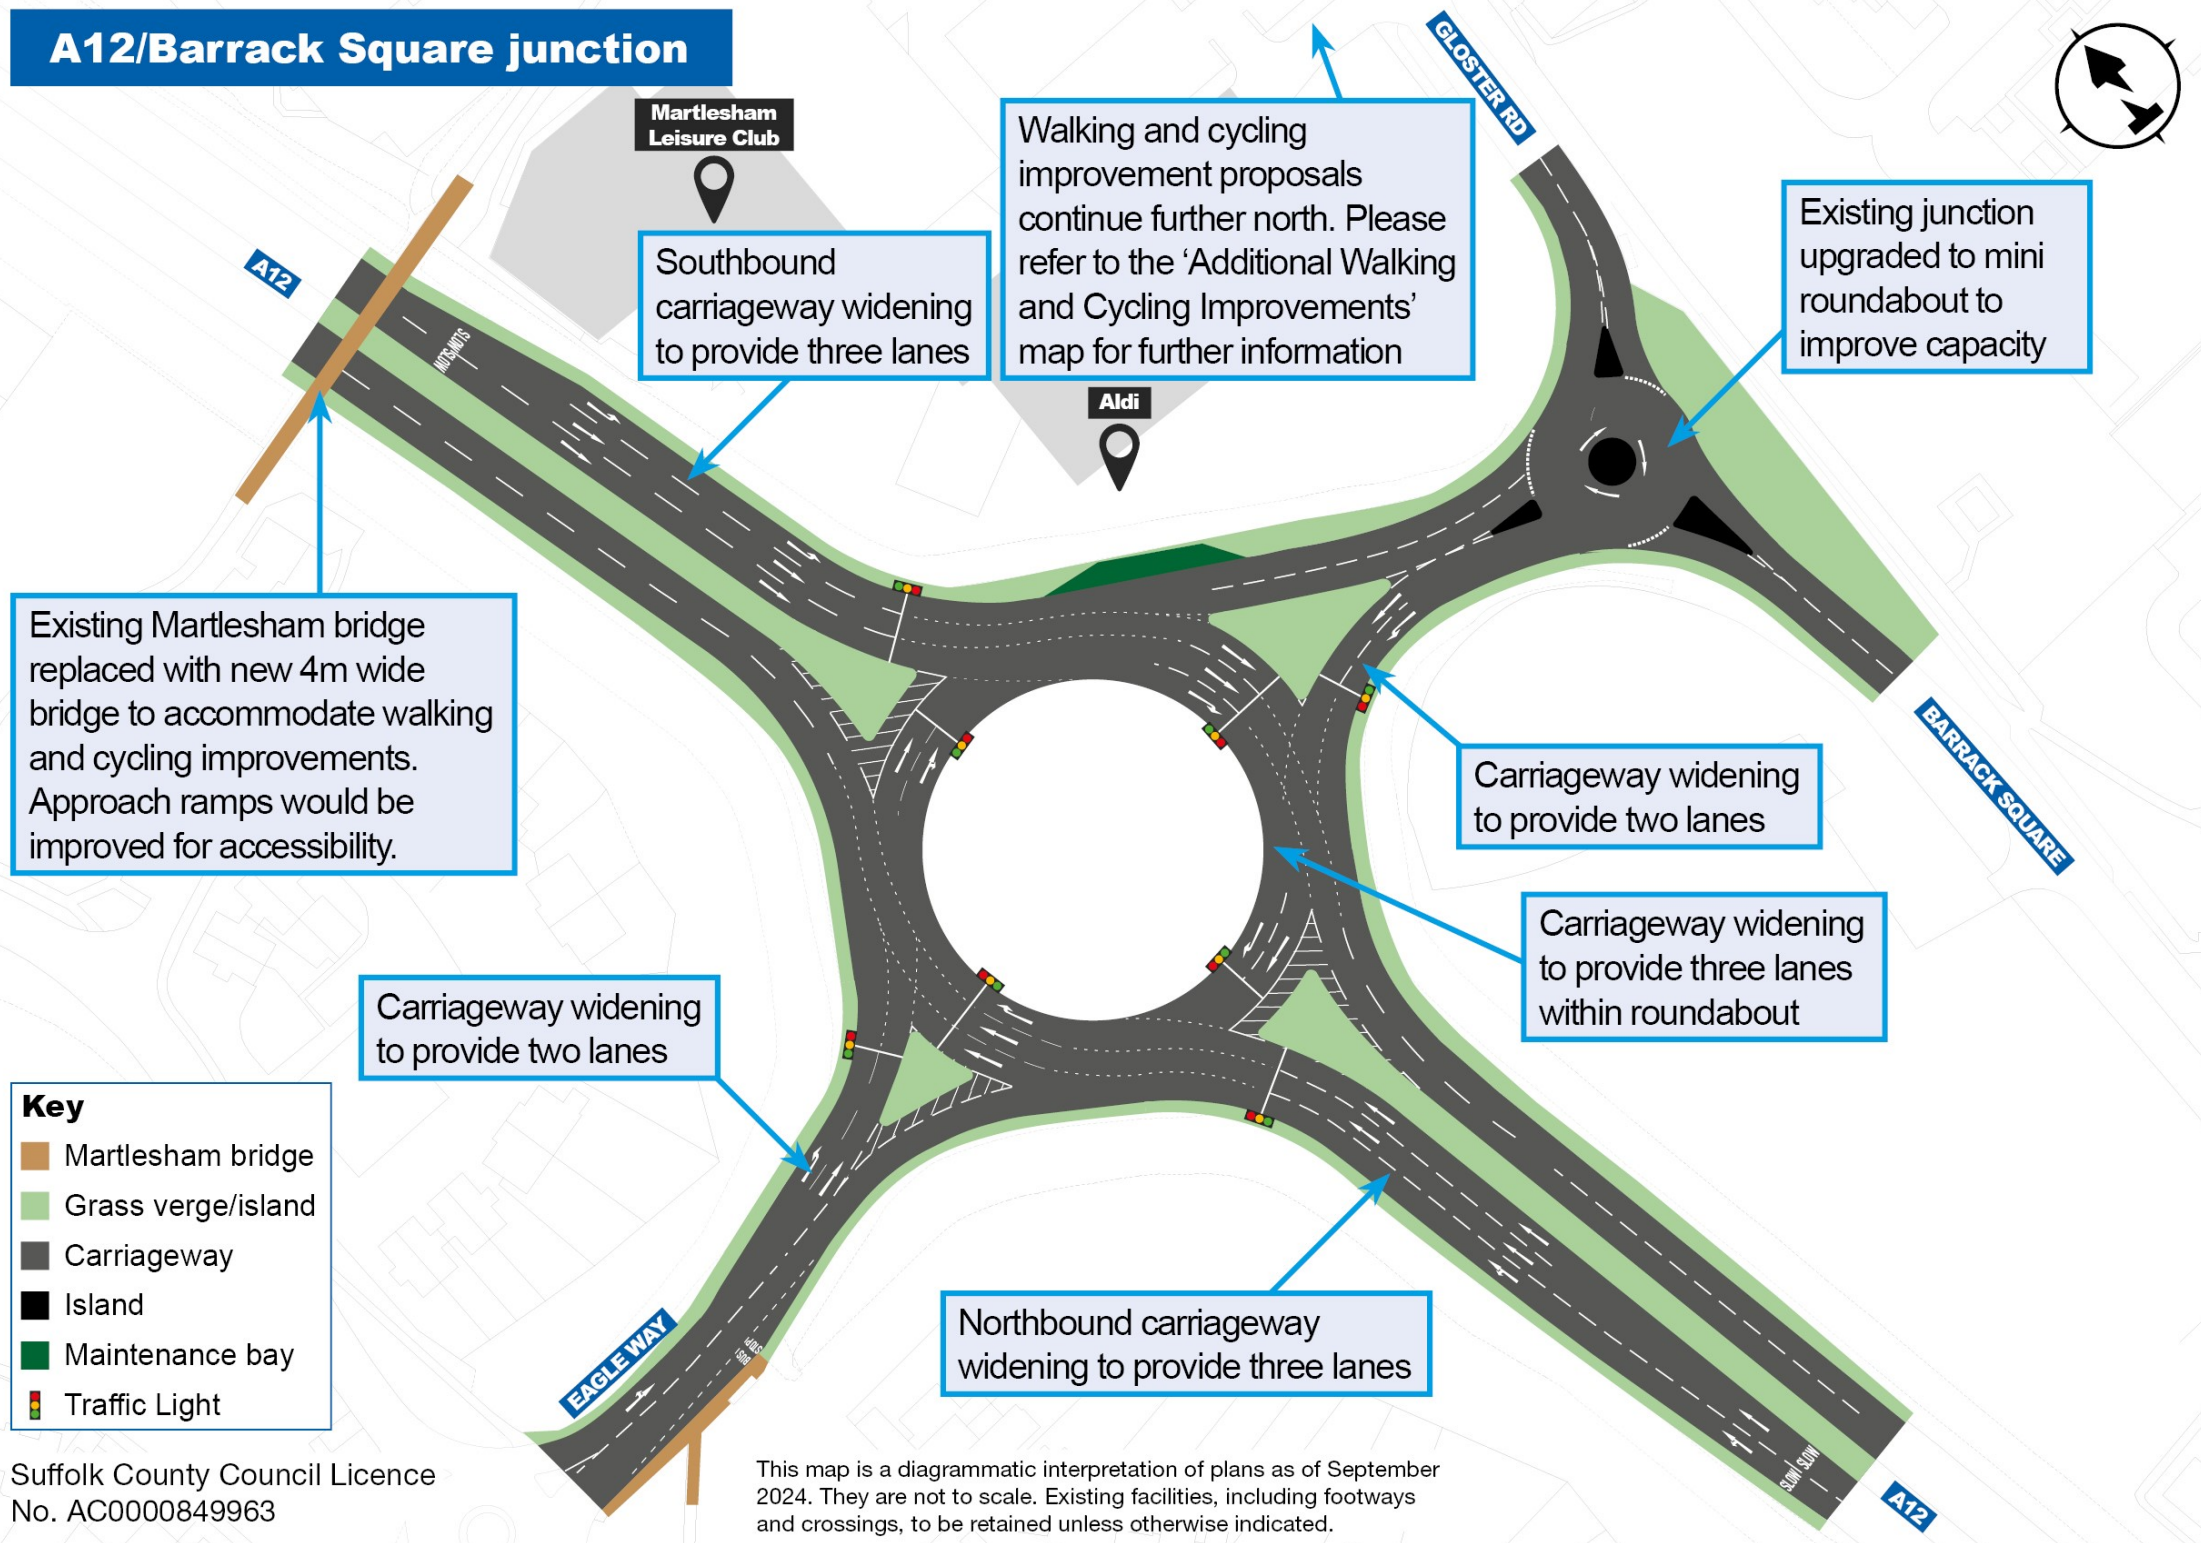 A12/Barrack Square junction
Martlesham
Leisure Club
GLOSTER RD
Walking and cycling
improvement proposals
continue further north. Please
refer to the ‘Additional Walking
and Cycling Improvements’
map for further information
Existing junction
upgraded to mini
roundabout to
improve capacity
Southbound
carriageway widening
to provide three lanes
A12
SLOW SLOW
Aldi
Existing Martlesham bridge
replaced with new 4m wide
bridge to accommodate walking
and cycling improvements.
Approach ramps would be
improved for accessibility.
BARRACK SQUARE
Carriageway widening
to provide two lanes
Carriageway widening
to provide three lanes
within roundabout
Carriageway widening
to provide two lanes
Key
Martlesham bridge
Grass verge/island
Carriageway
Island
Maintenance bay
Traffic Light
EAGLE WAY
BUS
STOP
Northbound carriageway
widening to provide three lanes
SLOW SLOW
A12
Suffolk County Council Licence
No. AC0000849963
This map is a diagrammatic interpretation of plans as of September
2024. They are not to scale. Existing facilities, including footways
and crossings, to be retained unless otherwise indicated.